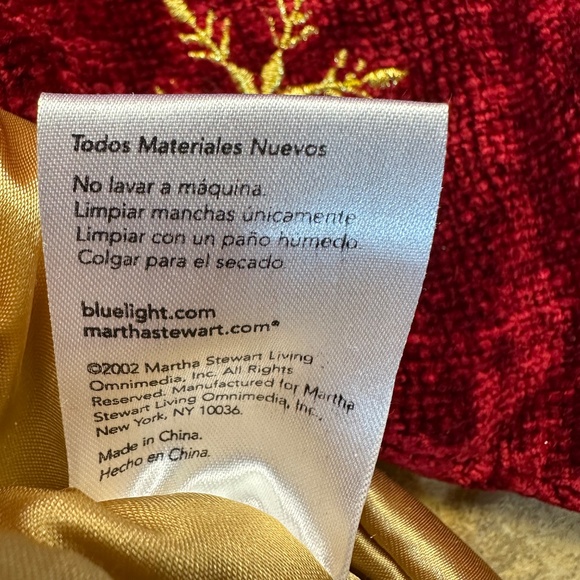 Todos Materiales Nuevos
No lavar a máquina.
Limpiar manchas únicamente
Limpiar con un paño húmedo.
Colgar para el secado
bluelight.com
marthastewart.com®
©2002 Martha Stewart Living
Omnimedia, Inc. All Rights
Reserved. Manufactured for Martha
Stewart Living Omnimedia, Inc.,
New York, NY 10036.
Made in China.
Hecho en China.